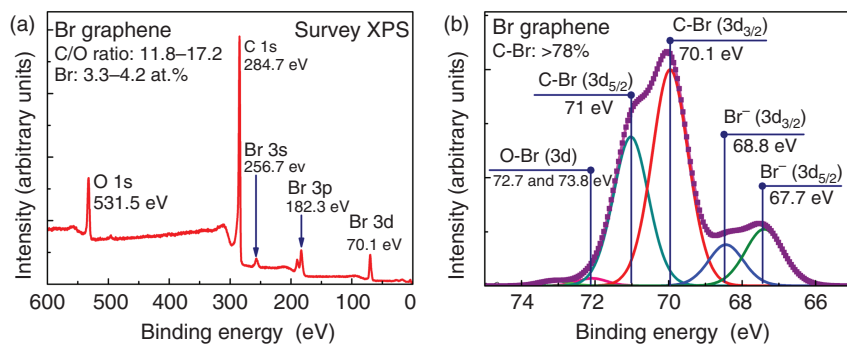 (a)
Br graphene
Survey XPS
C/O ratio: 11.8–17.2
Br: 3.3–4.2 at.%
C 1s
284.7 eV
Br 3s
256.7 ev
Br 3p
182.3 eV
O 1s
531.5 eV
Br 3d
70.1 eV
Intensity (arbitrary units)
600 500 400 300 200 100 0
Binding energy (eV)
(b)
Br graphene
C-Br: >78%
C-Br (3d3/2)
70.1 eV
C-Br (3d5/2)
71 eV
Br− (3d3/2)
68.8 eV
O-Br (3d)
72.7 and 73.8 eV
Br− (3d5/2)
67.7 eV
Intensity (arbitrary units)
74 72 70 68 66
Binding energy (eV)